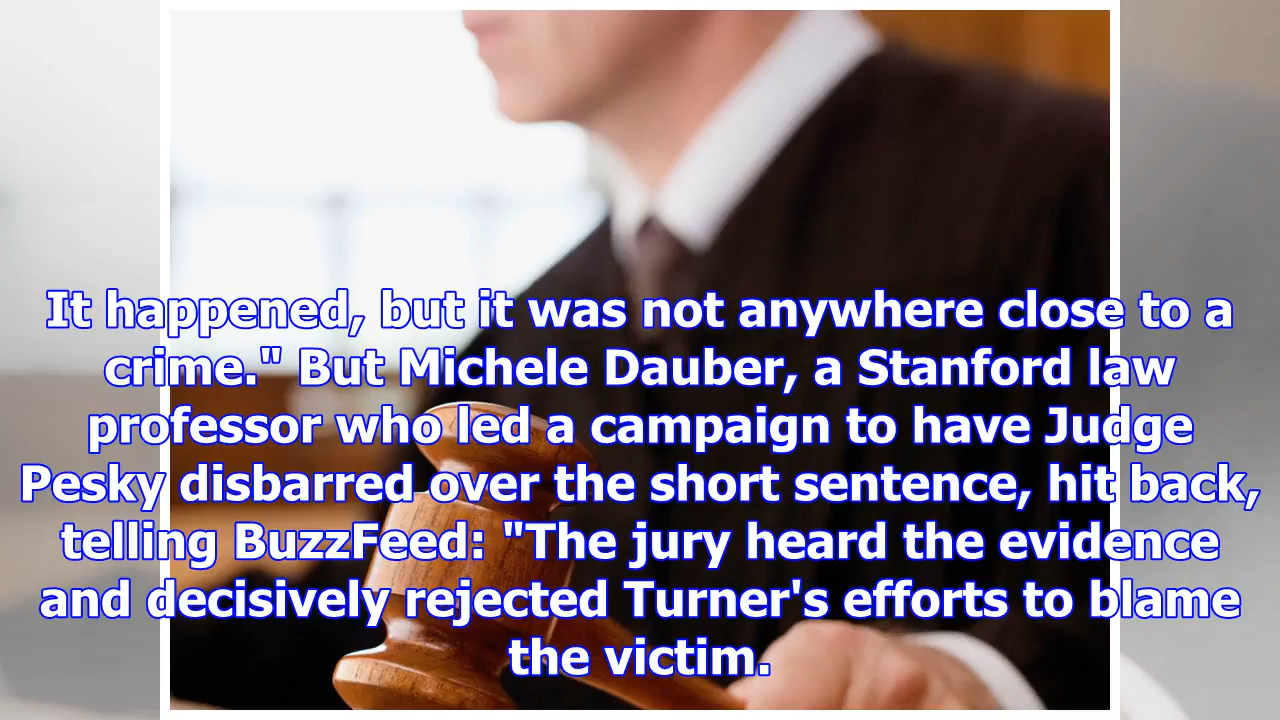 It happened, but it was not anywhere close to a
crime." But Michele Dauber, a Stanford law
professor who led a campaign to have Judge
Pesky disbarred over the short sentence, hit back,
telling BuzzFeed: "The jury heard the evidence
and decisively rejected Turner's efforts to blame
the victim.